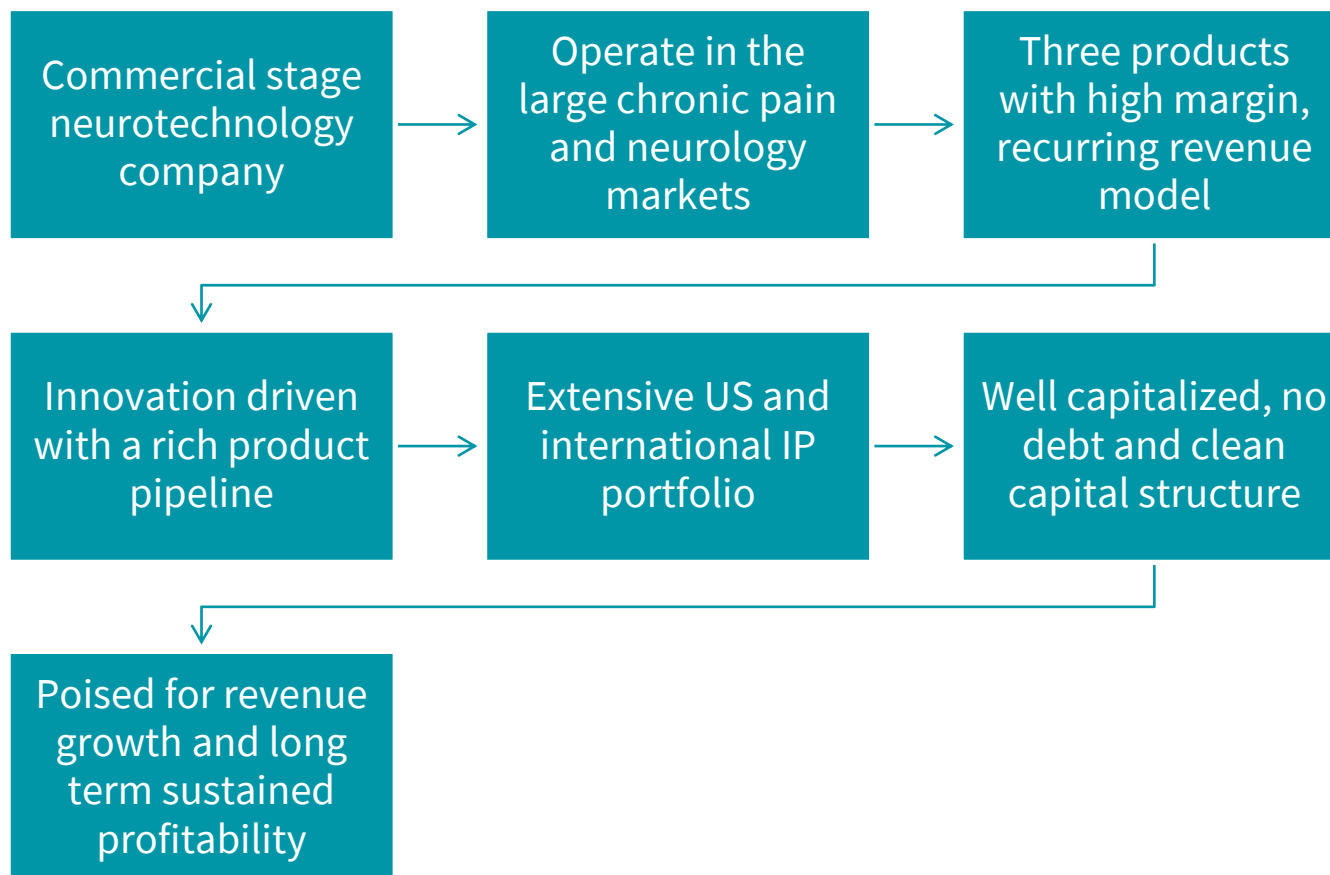 Commercial stage
neurotechnology
company
Operate in the
large chronic pain
and neurology
markets
Three products
with high margin,
recurring revenue
model
Innovation driven
with a rich product
pipeline
Extensive US and
international IP
portfolio
Well capitalized, no
debt and clean
capital structure
Poised for revenue
growth and long
term sustained
profitability